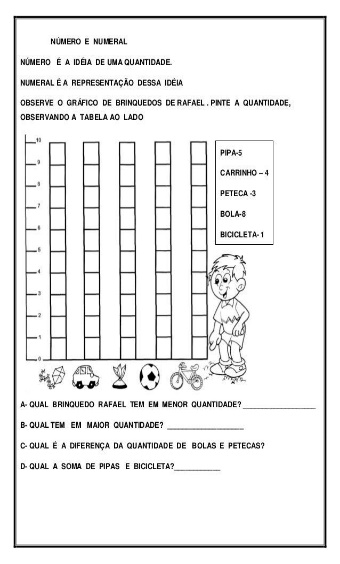 NÚMERO E NUMERAL
NÚMERO É A IDÉIA DE UMA QUANTIDADE.
NUMERAL É A REPRESENTAÇÃO DESSA IDÉIA
OBSERVE O GRÁFICO DE BRINQUEDOS DE RAFAEL . PINTE A QUANTIDADE,
OBSERVANDO A TABELA AO LADO
10
9
8
7
6
5
4
3
2
1
0
PIPA-5
CARRINHO – 4
PETECA -3
BOLA-8
BICICLETA- 1
A- QUAL BRINQUEDO RAFAEL TEM EM MENOR QUANTIDADE? ___________________
B- QUAL TEM EM MAIOR QUANTIDADE? ____________________
C- QUAL É A DIFERENÇA DA QUANTIDADE DE BOLAS E PETECAS?
D- QUAL A SOMA DE PIPAS E BICICLETA?____________